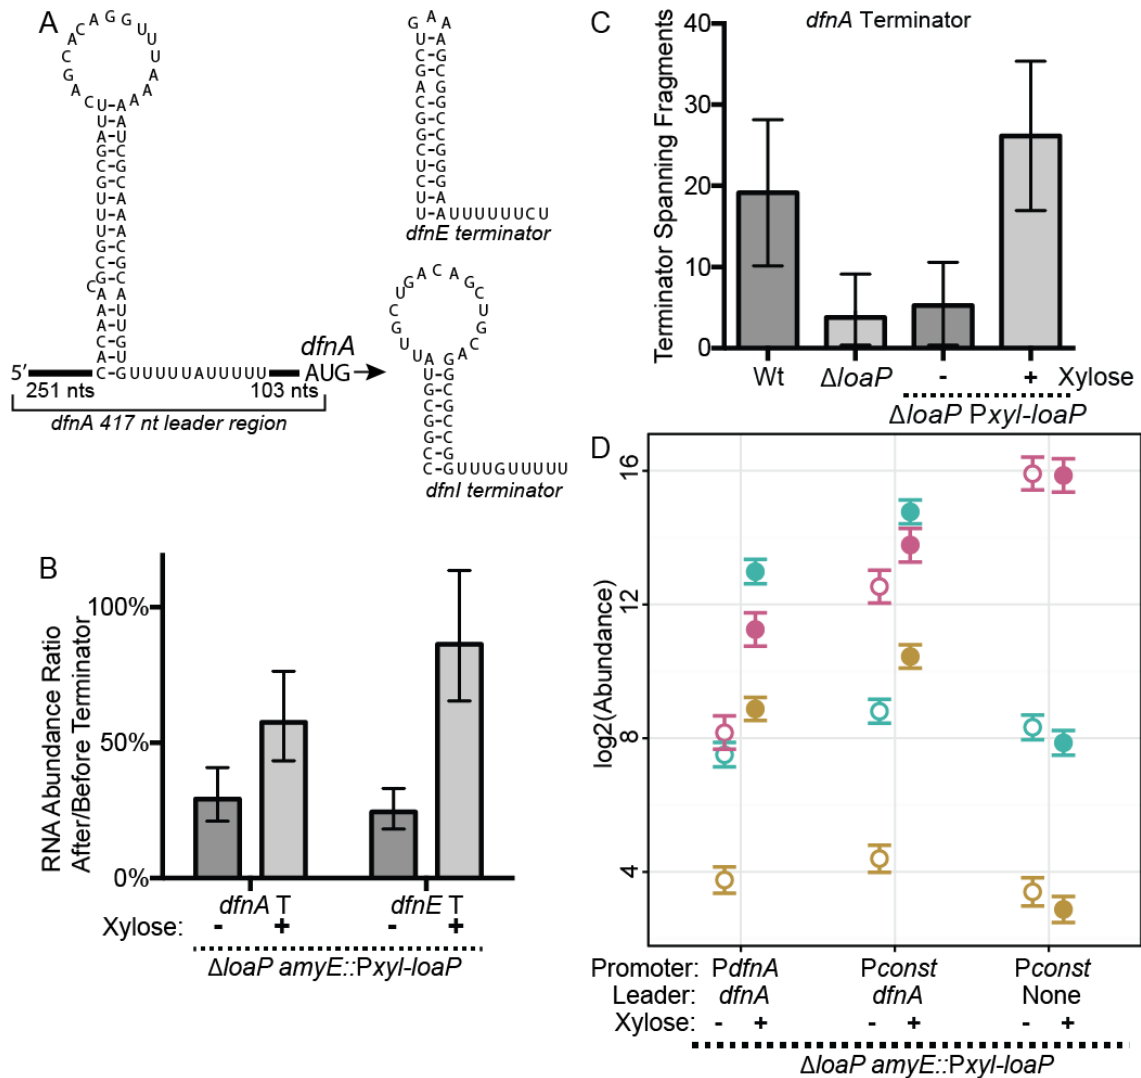 A
5'
251 nts
C-GUUUUUAUUUUU
103 nts
dfnA
AUG
dfnA 417 nt leader region
U-AUUUUUUCU
dfnE terminator
C-GUUUGUUUUU
dfnI terminator
B
RNA Abundance Ratio
After/Before Terminator
100%
50%
0%
dfnA T
dfnE T
Xylose: - + - +
ΔloaP amyE::Pxyl-loaP
C
dfnA Terminator
Terminator Spanning Fragments
40
30
20
10
0
Wt
ΔloaP
- + Xylose
ΔloaP Pxyl-loaP
D
log2(Abundance)
16
12
8
4
Promoter: PdfnA Pconst Pconst
Leader: dfnA dfnA None
Xylose: - + - + - +
ΔloaP amyE::Pxyl-loaP